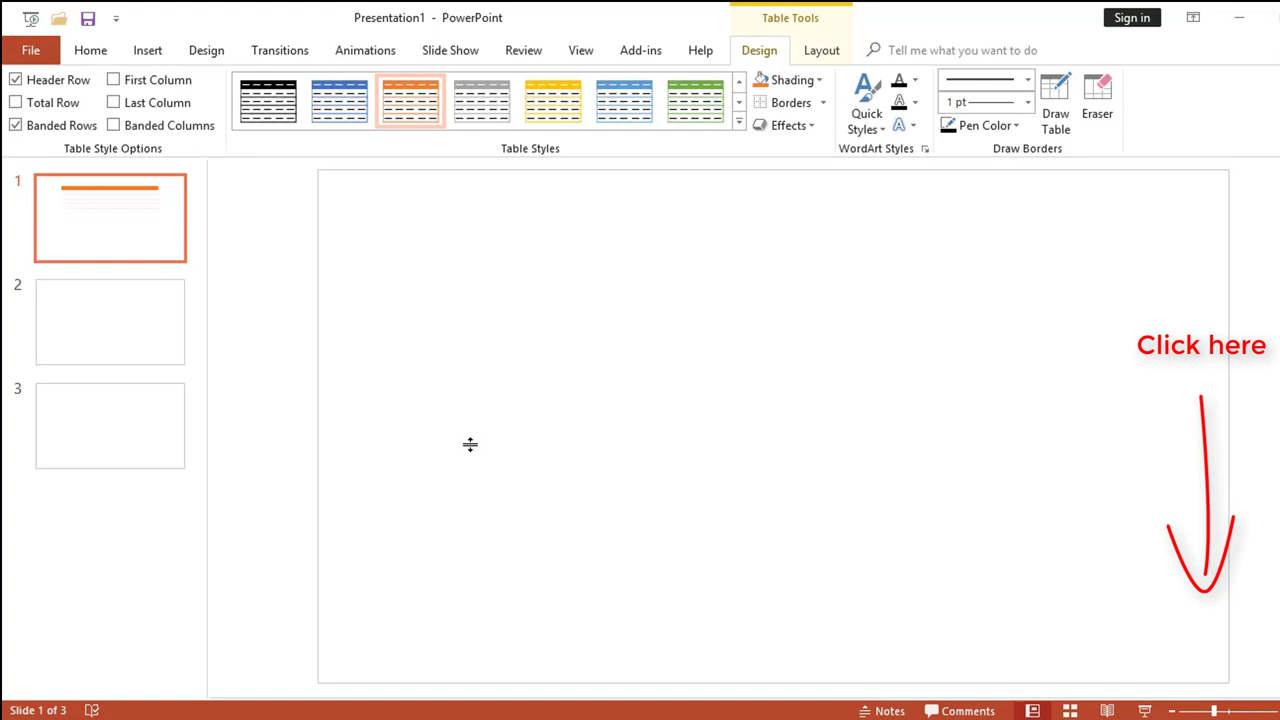 Presentation1 - PowerPoint
Table Tools
Sign in
File
Home
Insert
Design
Transitions
Animations
Slide Show
Review
View
Add-ins
Help
Design
Layout
Tell me what you want to do
Header Row
First Column
Total Row
Last Column
Banded Rows
Banded Columns
Table Style Options
Table Styles
Shading
Borders
Effects
Quick
Styles
A
A
A
A
WordArt Styles
1 pt
Pen Color
Draw
Table
Eraser
Draw Borders
1
2
3
Click here
Slide 1 of 3
Notes
Comments